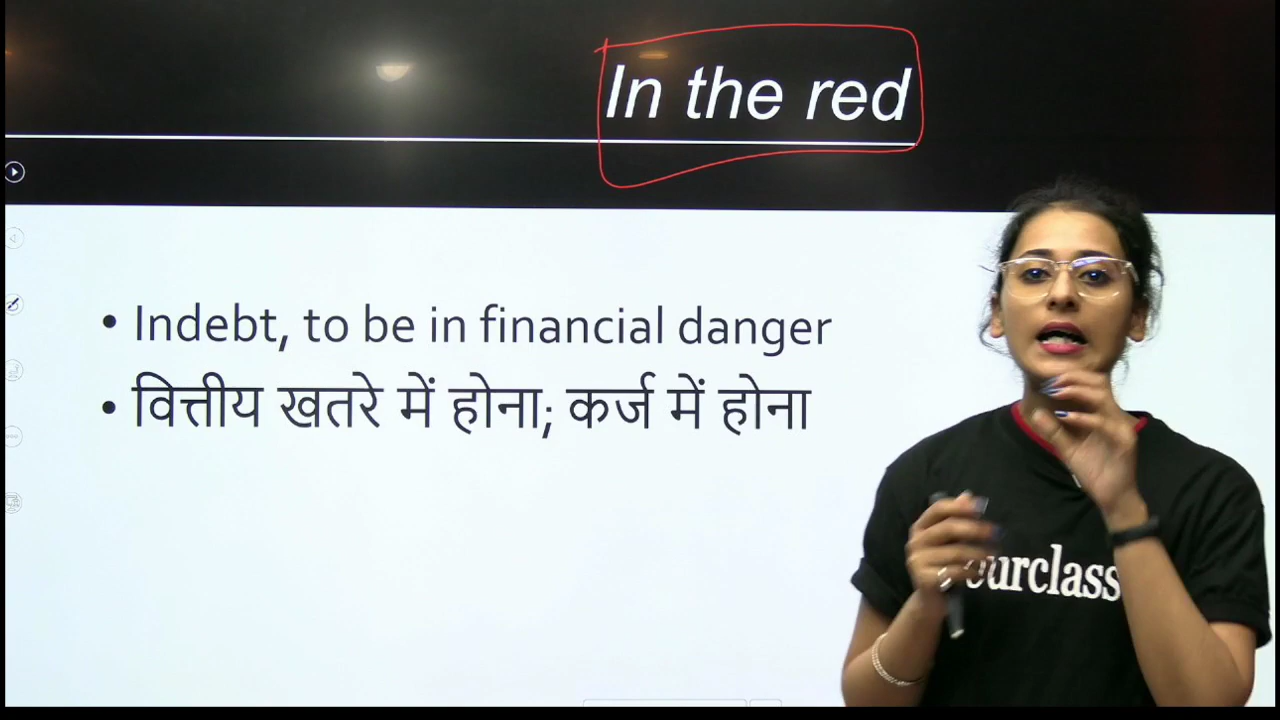 In the red
Indebt, to be in financial danger
वित्तीय खतरे में होना; कर्ज में होना
ourclass